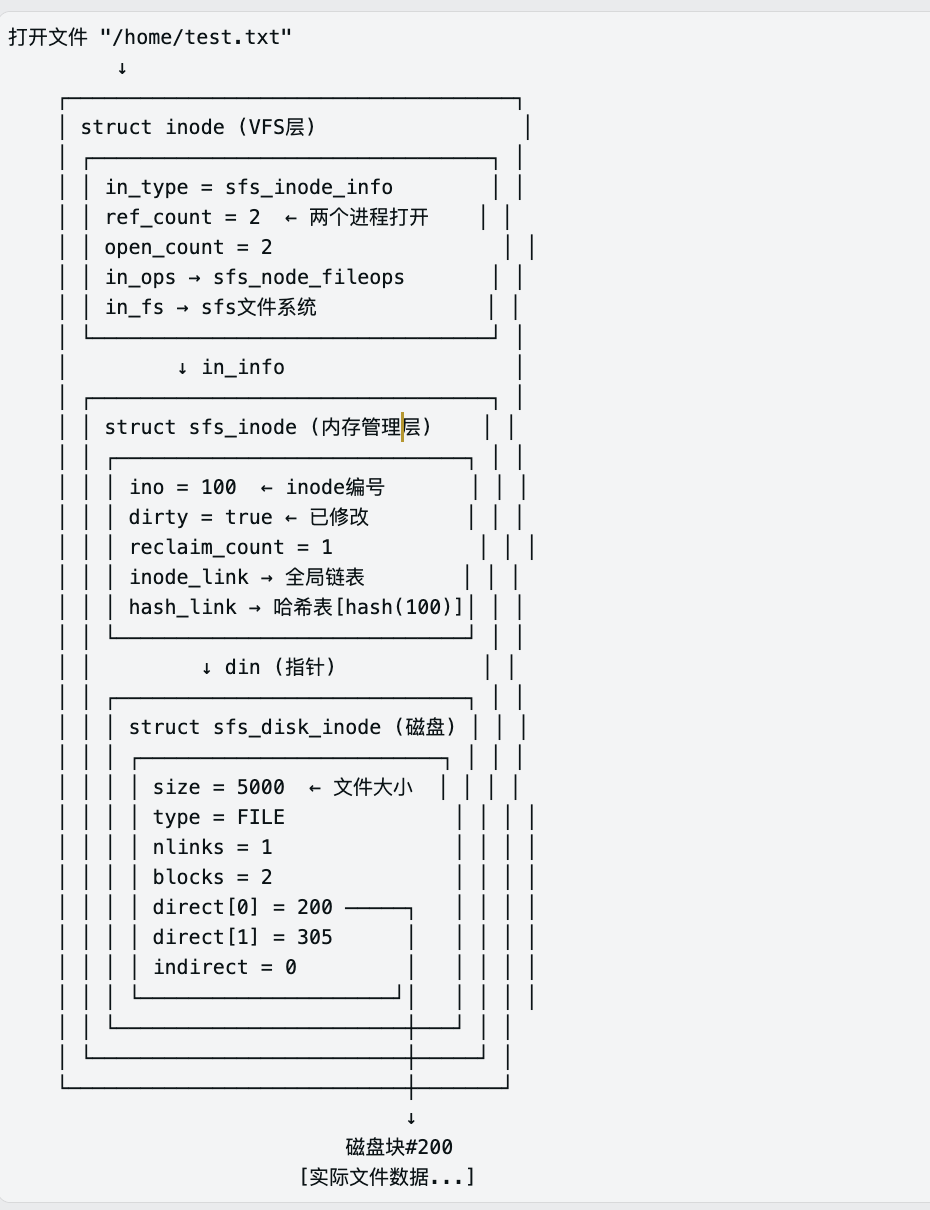 打开文件 "/home/test.txt"
↓
struct inode (VFS层)
in_type = sfs_inode_info
ref_count = 2  ← 两个进程打开
open_count = 2
in_ops → sfs_node_fileops
in_fs → sfs文件系统
↓ in_info
struct sfs_inode (内存管理层)
ino = 100  ← inode编号
dirty = true ← 已修改
reclaim_count = 1
inode_link → 全局链表
hash_link → 哈希表[hash(100)]
↓ din (指针)
struct sfs_disk_inode (磁盘)
size = 5000  ← 文件大小
type = FILE
nlinks = 1
blocks = 2
direct[0] = 200
direct[1] = 305
indirect = 0
↓
磁盘块#200
[实际文件数据...]